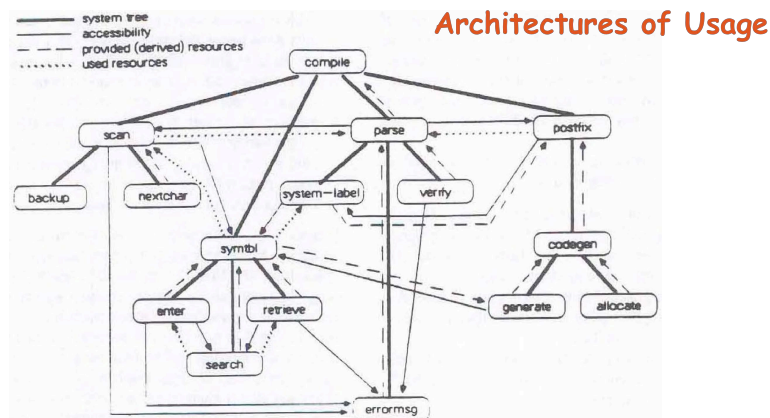 Architectures of Usage
system tree
accessibility
provided (derived) resources
used resources
compile
scan
parse
postfix
backup
nextchar
system-label
verify
symtbl
codegen
enter
retrieve
generate
allocate
search
errormsg